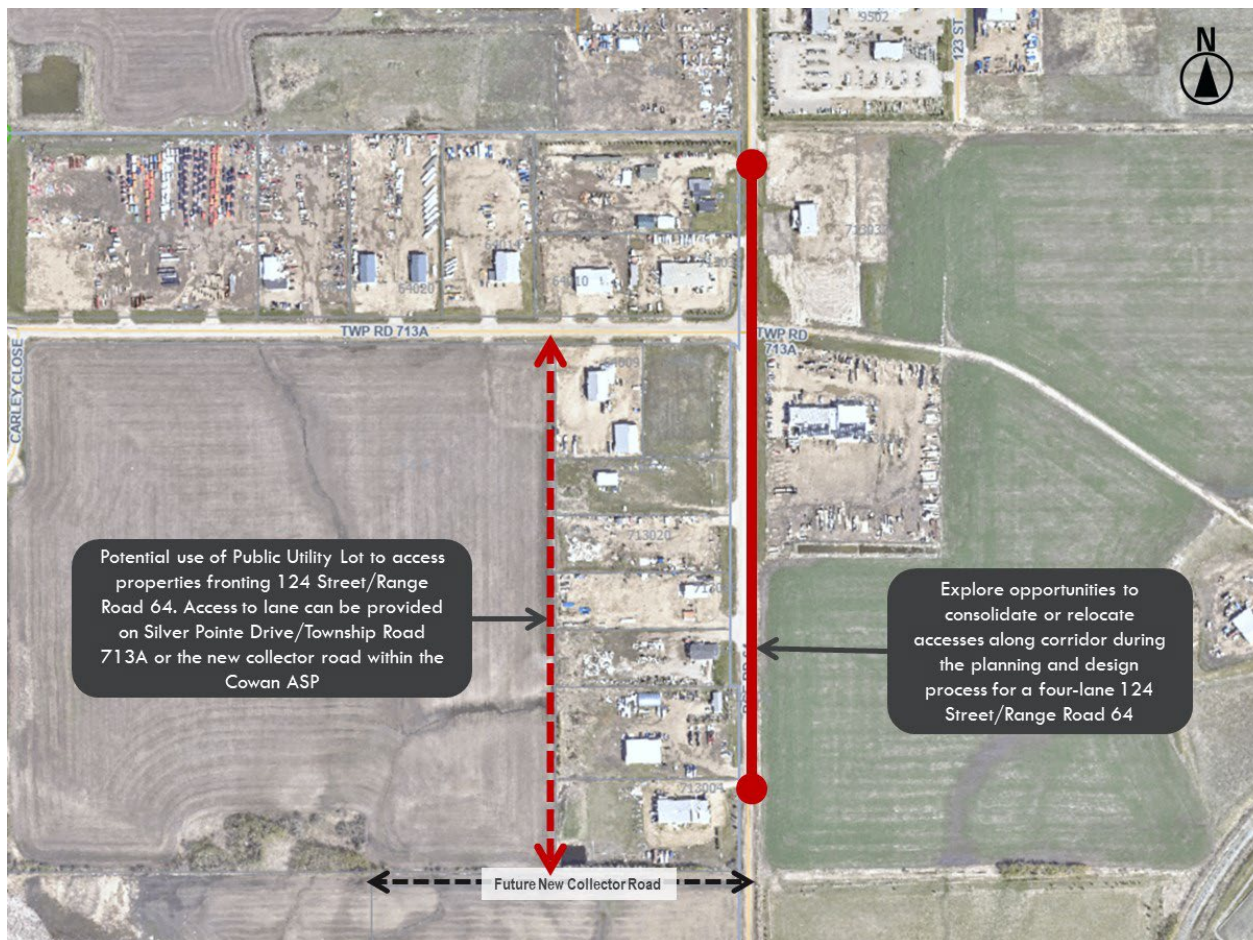 9502
123 ST
N
TWP RD 713A
TWP RD
713A
CARLEY CLOSE
713020
Potential use of Public Utility Lot to access
properties fronting 124 Street/Range
Road 64. Access to lane can be provided
on Silver Pointe Drive/Township Road
713A or the new collector road within the
Cowan ASP
Explore opportunities to
consolidate or relocate
accesses along corridor during
the planning and design
process for a four-lane 124
Street/Range Road 64
713004
Future New Collector Road